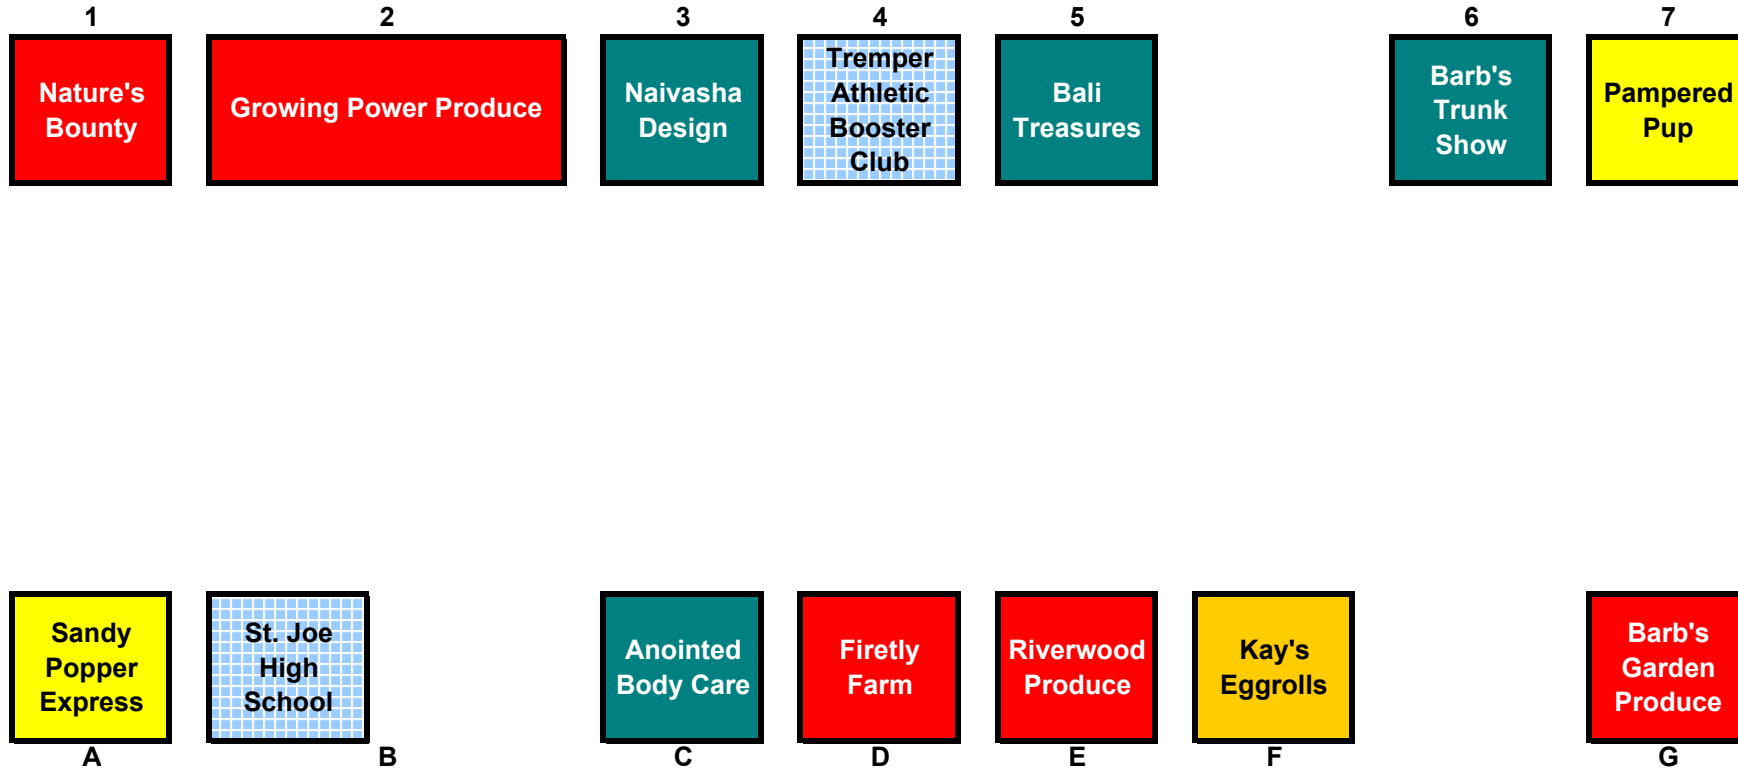 1 2 3 4 5 6 7
Nature's
Bounty
Growing Power Produce
Naivasha
Design
Tremper
Athletic
Booster
Club
Bali
Treasures
Barb's
Trunk
Show
Pampered
Pup
Sandy
Popper
Express
St. Joe
High
School
Anointed
Body Care
Firetly
Farm
Riverwood
Produce
Kay's
Eggrolls
Barb's
Garden
Produce
A B C D E F G